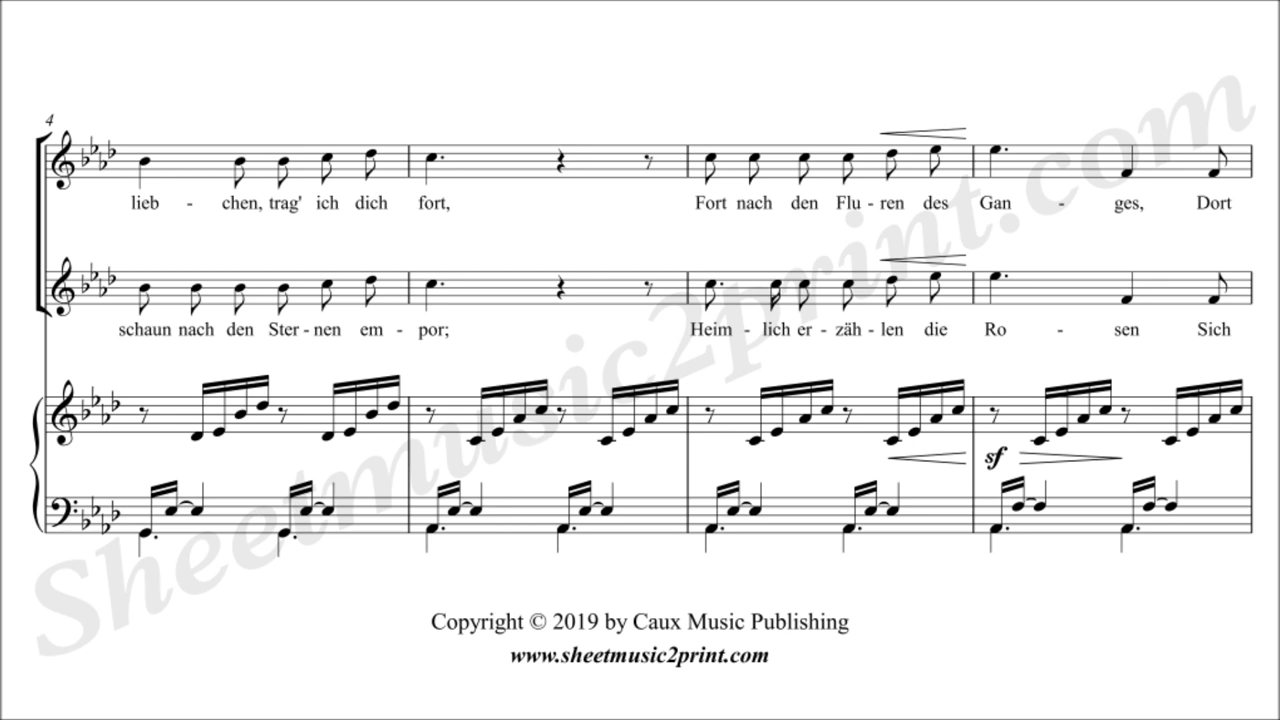 4
lieb - chen, trag' ich dich fort, Fort nach den Flu - ren des Gan - ges, Dort
schaun nach den Ster - nen em - por; Heim - lich er - zäh - len die Ro - sen Sich
sf
Sheetmusic2print.com
Copyright © 2019 by Caux Music Publishing
www.sheetmusic2print.com